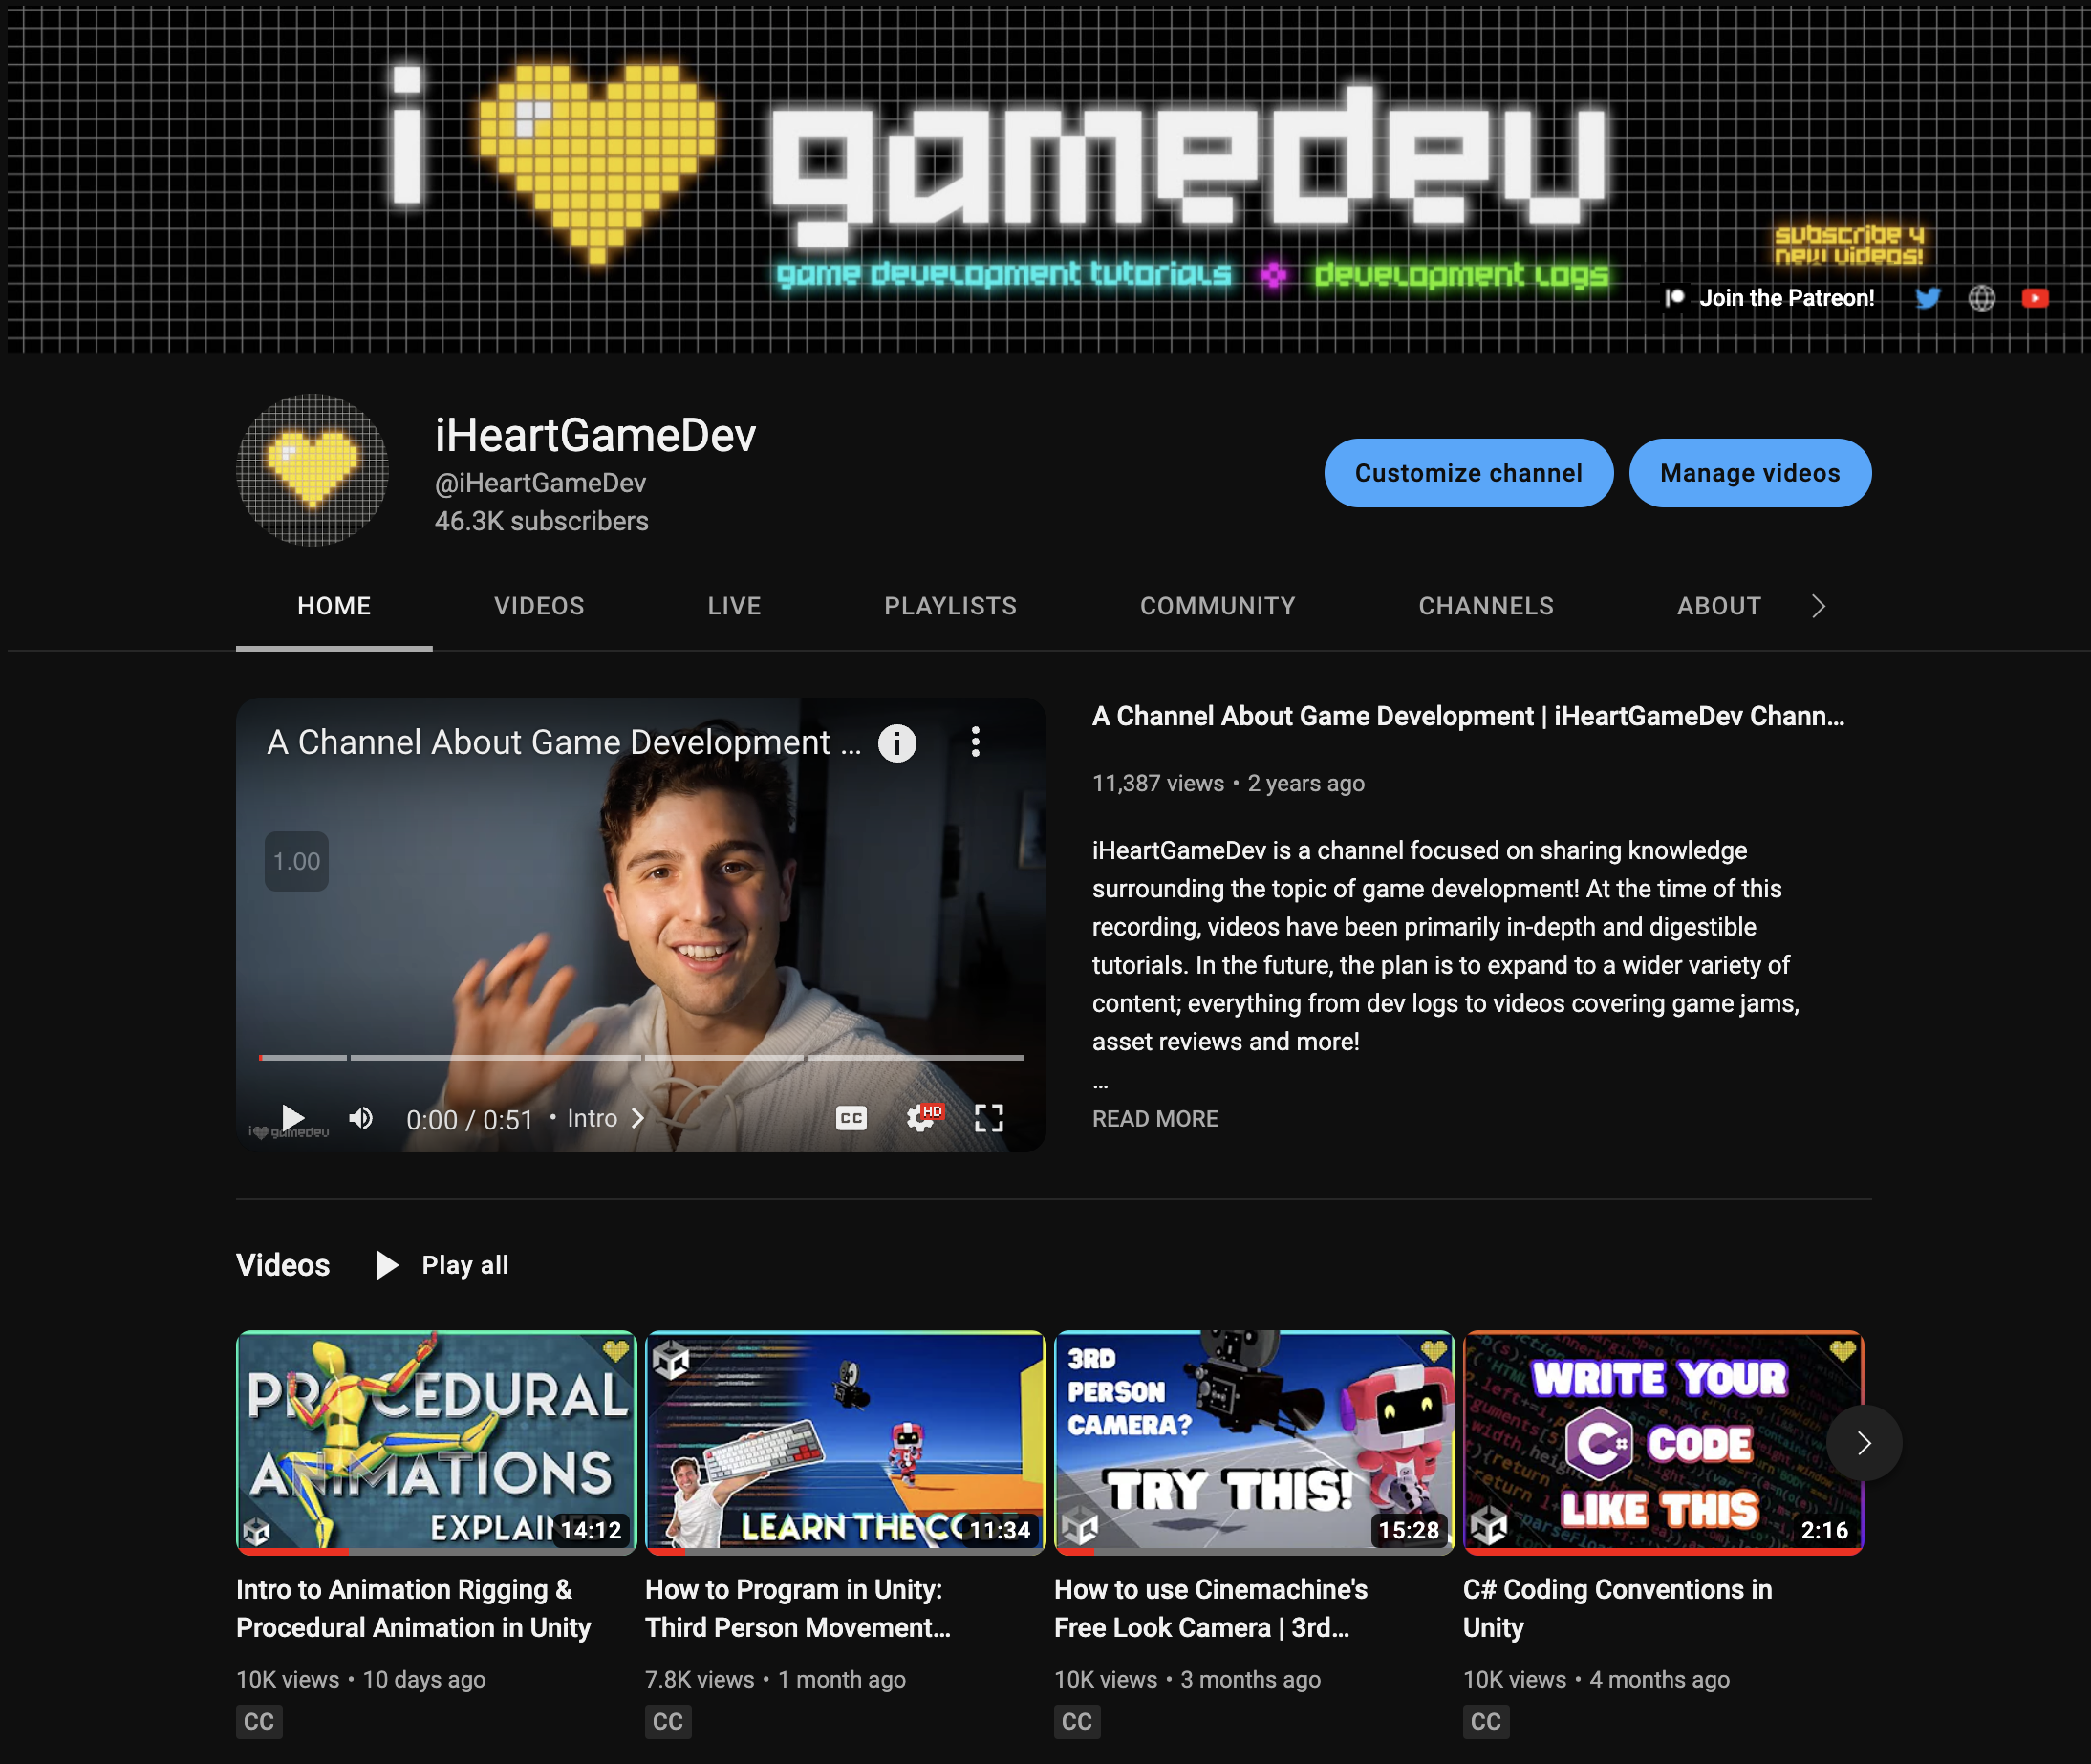 i gamedev
game development tutorials development logs
subscribe 4
new videos!
Join the Patreon!
iHeartGameDev
@iHeartGameDev
46.3K subscribers
Customize channel
Manage videos
HOME VIDEOS LIVE PLAYLISTS COMMUNITY CHANNELS ABOUT
A Channel About Game Development ...
1.00
i gamedev
0:00 / 0:51 • Intro
CC
HD
A Channel About Game Development | iHeartGameDev Chann...
11,387 views • 2 years ago
iHeartGameDev is a channel focused on sharing knowledge
surrounding the topic of game development! At the time of this
recording, videos have been primarily in-depth and digestible
tutorials. In the future, the plan is to expand to a wider variety of
content; everything from dev logs to videos covering game jams,
asset reviews and more!
...
READ MORE
Videos
Play all
PROCEDURAL
ANIMATIONS
EXPLAINED
14:12
Intro to Animation Rigging &
Procedural Animation in Unity
10K views • 10 days ago
CC
LEARN THE
11:34
How to Program in Unity:
Third Person Movement...
7.8K views • 1 month ago
CC
3RD
PERSON
CAMERA?
TRY THIS!
15:28
How to use Cinemachine's
Free Look Camera | 3rd...
10K views • 3 months ago
CC
WRITE YOUR
C# CODE
LIKE THIS
2:16
C# Coding Conventions in
Unity
10K views • 4 months ago
CC